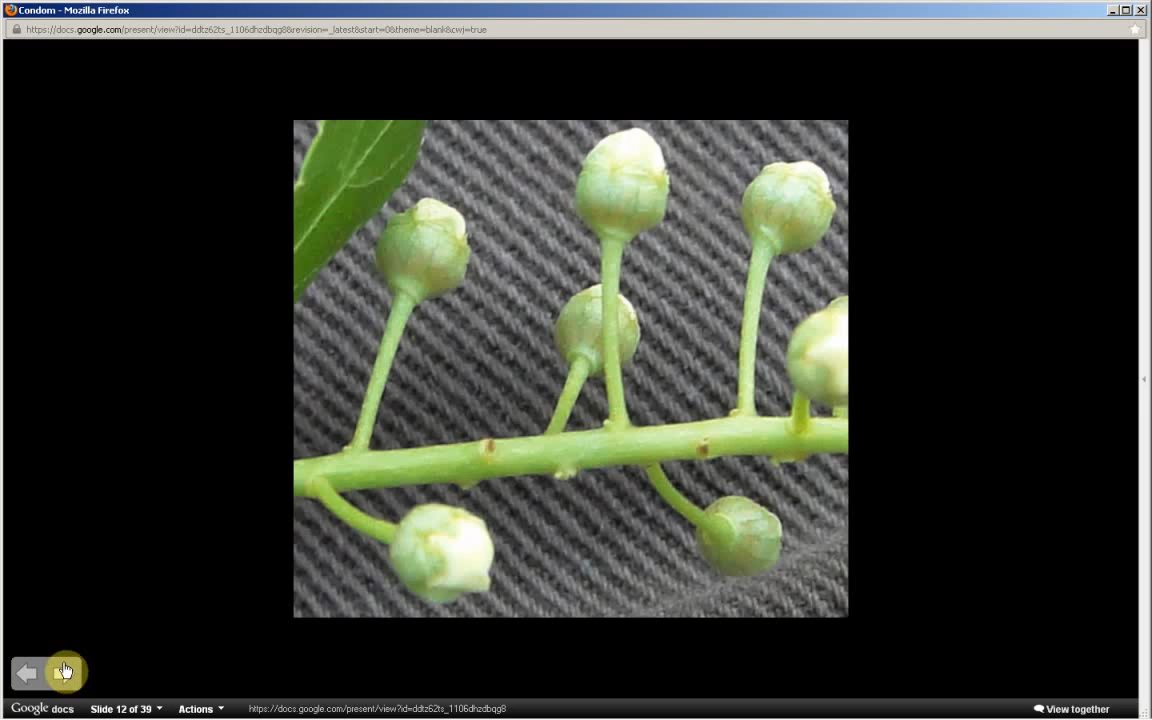 Condom - Mozilla Firefox
https://docs.google.com/present/view?id=ddtz62ts_1106dhzdbqg8&revision=_latest&start=0&theme=blank&cwj=true
Google docs Slide 12 of 39 Actions https://docs.google.com/present/view?id=ddtz62ts_1106dhzdbqg8 View together